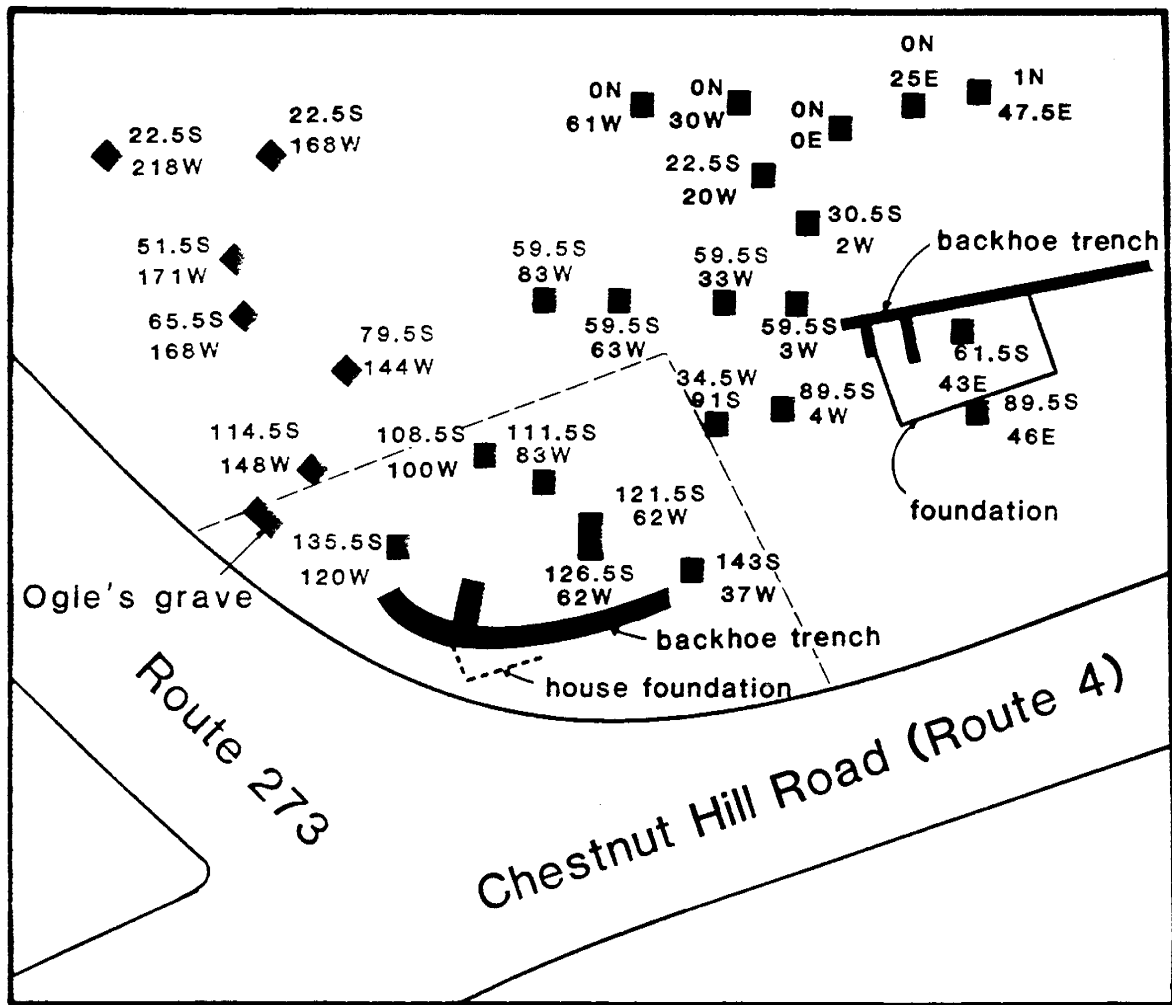 0N
25E
1N
47.5E
0N
61W
0N
30W
0N
0E
22.5S
218W
22.5S
168W
22.5S
20W
30.5S
2W
backhoe trench
51.5S
171W
59.5S
83W
59.5S
33W
65.5S
168W
59.5S
63W
59.5S
3W
61.5S
43E
79.5S
144W
34.5W
91S
89.5S
4W
89.5S
46E
foundation
114.5S
148W
108.5S
100W
111.5S
83W
121.5S
62W
126.5S
62W
135.5S
120W
143S
37W
Ogle's grave
backhoe trench
house foundation
Route 273
Chestnut Hill Road (Route 4)